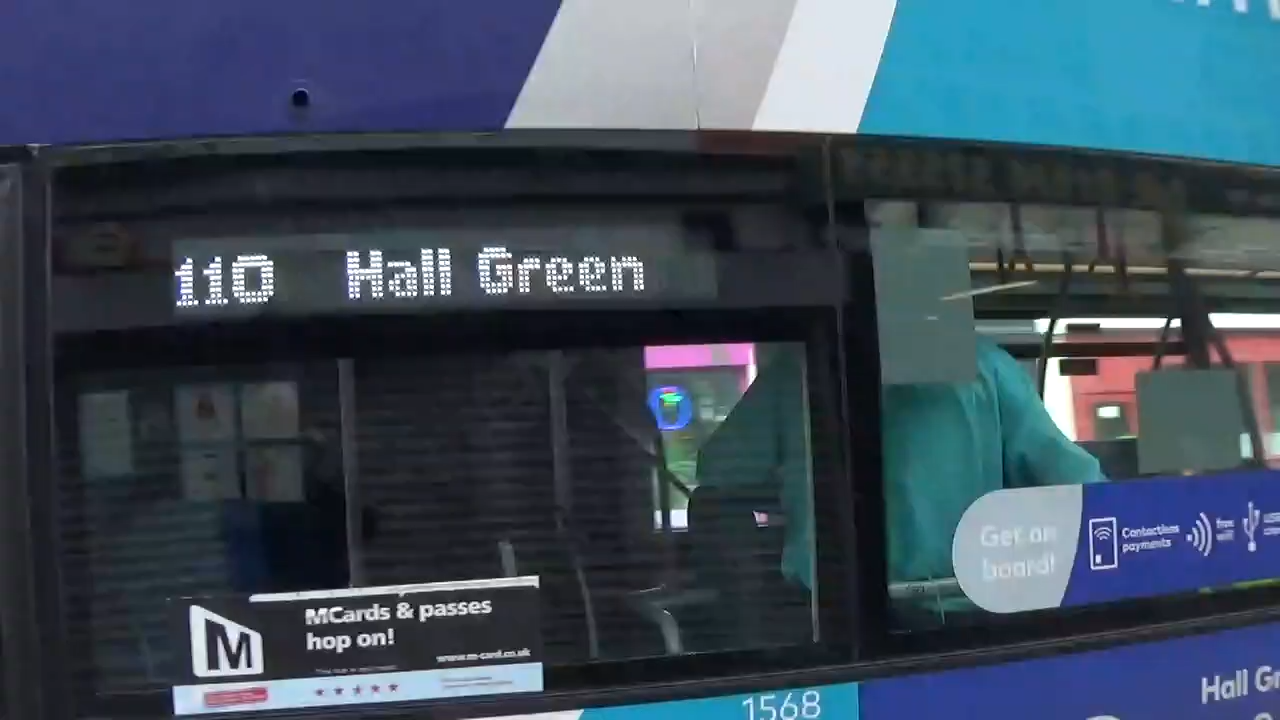 110 Hall Green
M
MCards & passes
hop on!
www.m-card.co.uk
Get on
board!
Contactless
payments
free
wifi
1568
Hall Gr